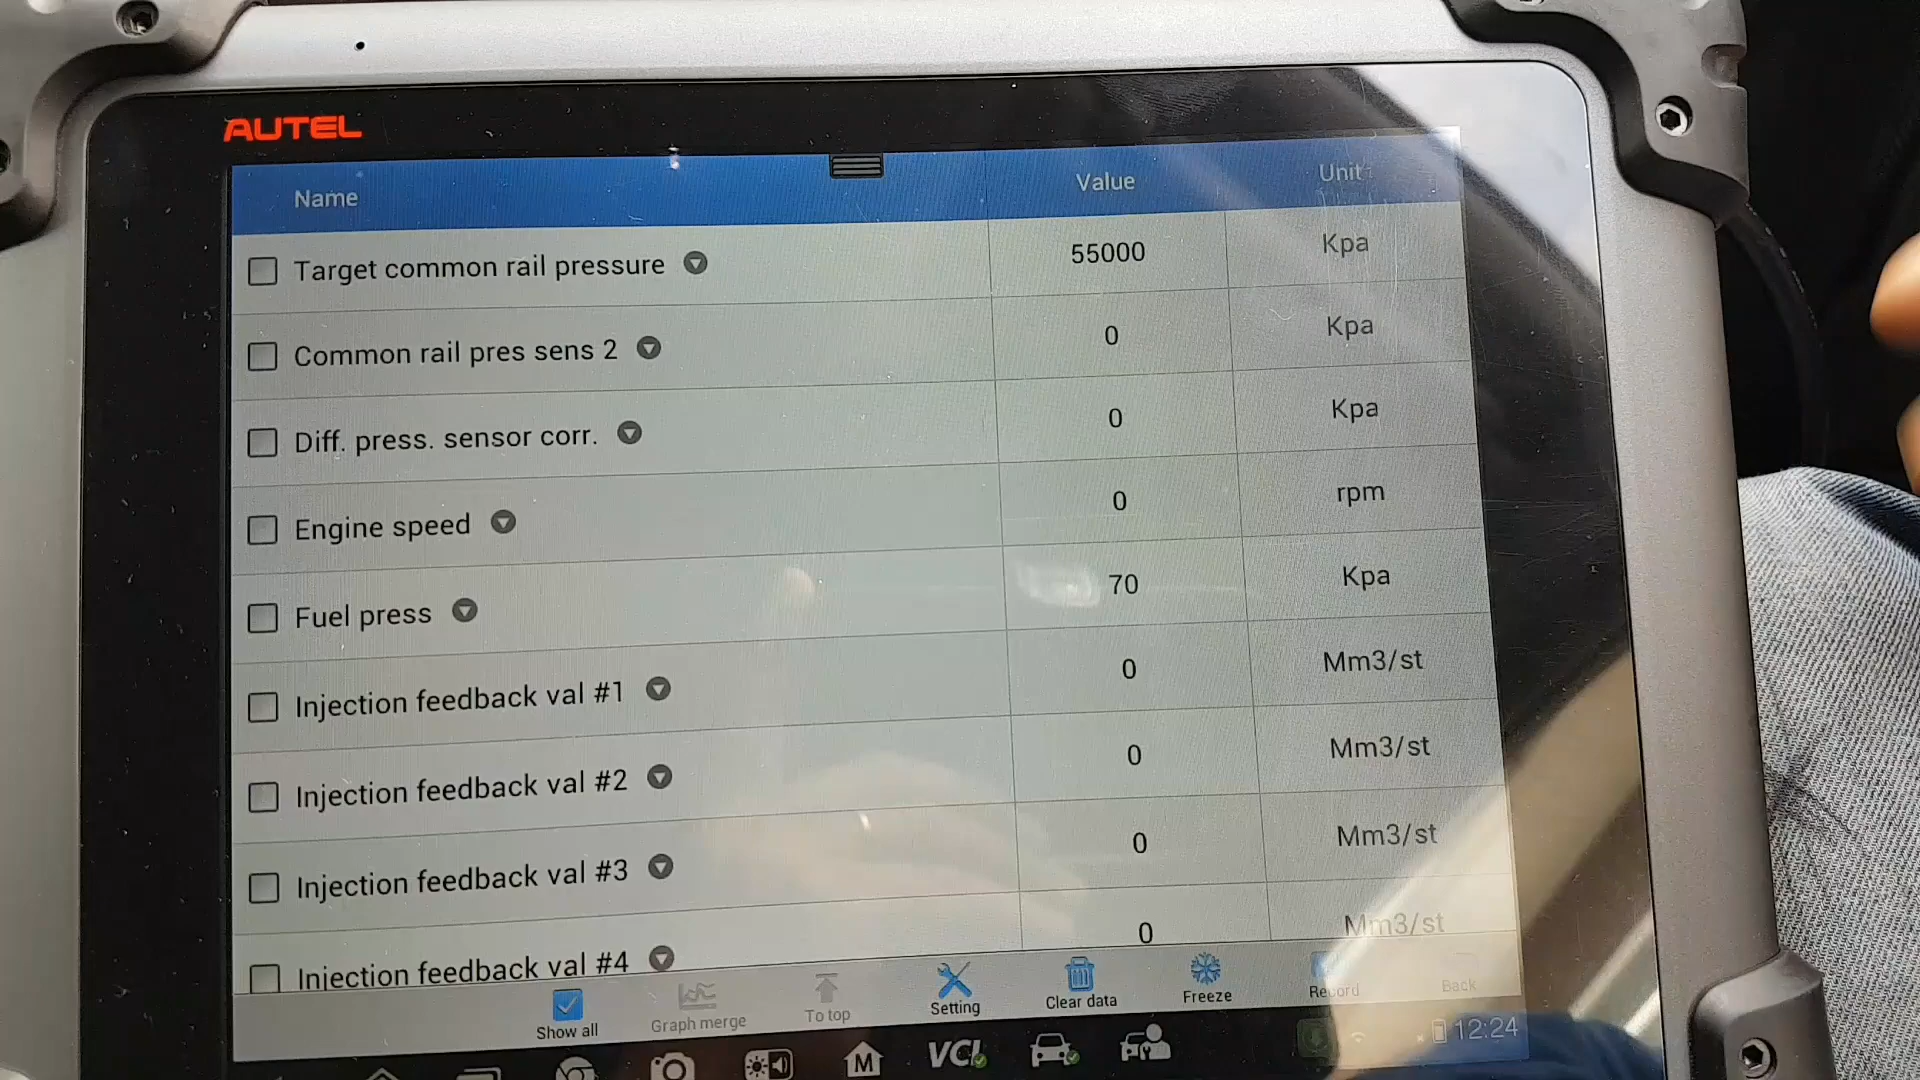 AUTEL
Name Value Unit
Target common rail pressure 55000 Kpa
Common rail pres sens 2 0 Kpa
Diff. press. sensor corr. 0 Kpa
Engine speed 0 rpm
Fuel press 70 Kpa
Injection feedback val #1 0 Mm3/st
Injection feedback val #2 0 Mm3/st
Injection feedback val #3 0 Mm3/st
Injection feedback val #4 0 Mm3/st
Show all Graph merge To top Setting Clear data Freeze Record Back
M VCI 12:24